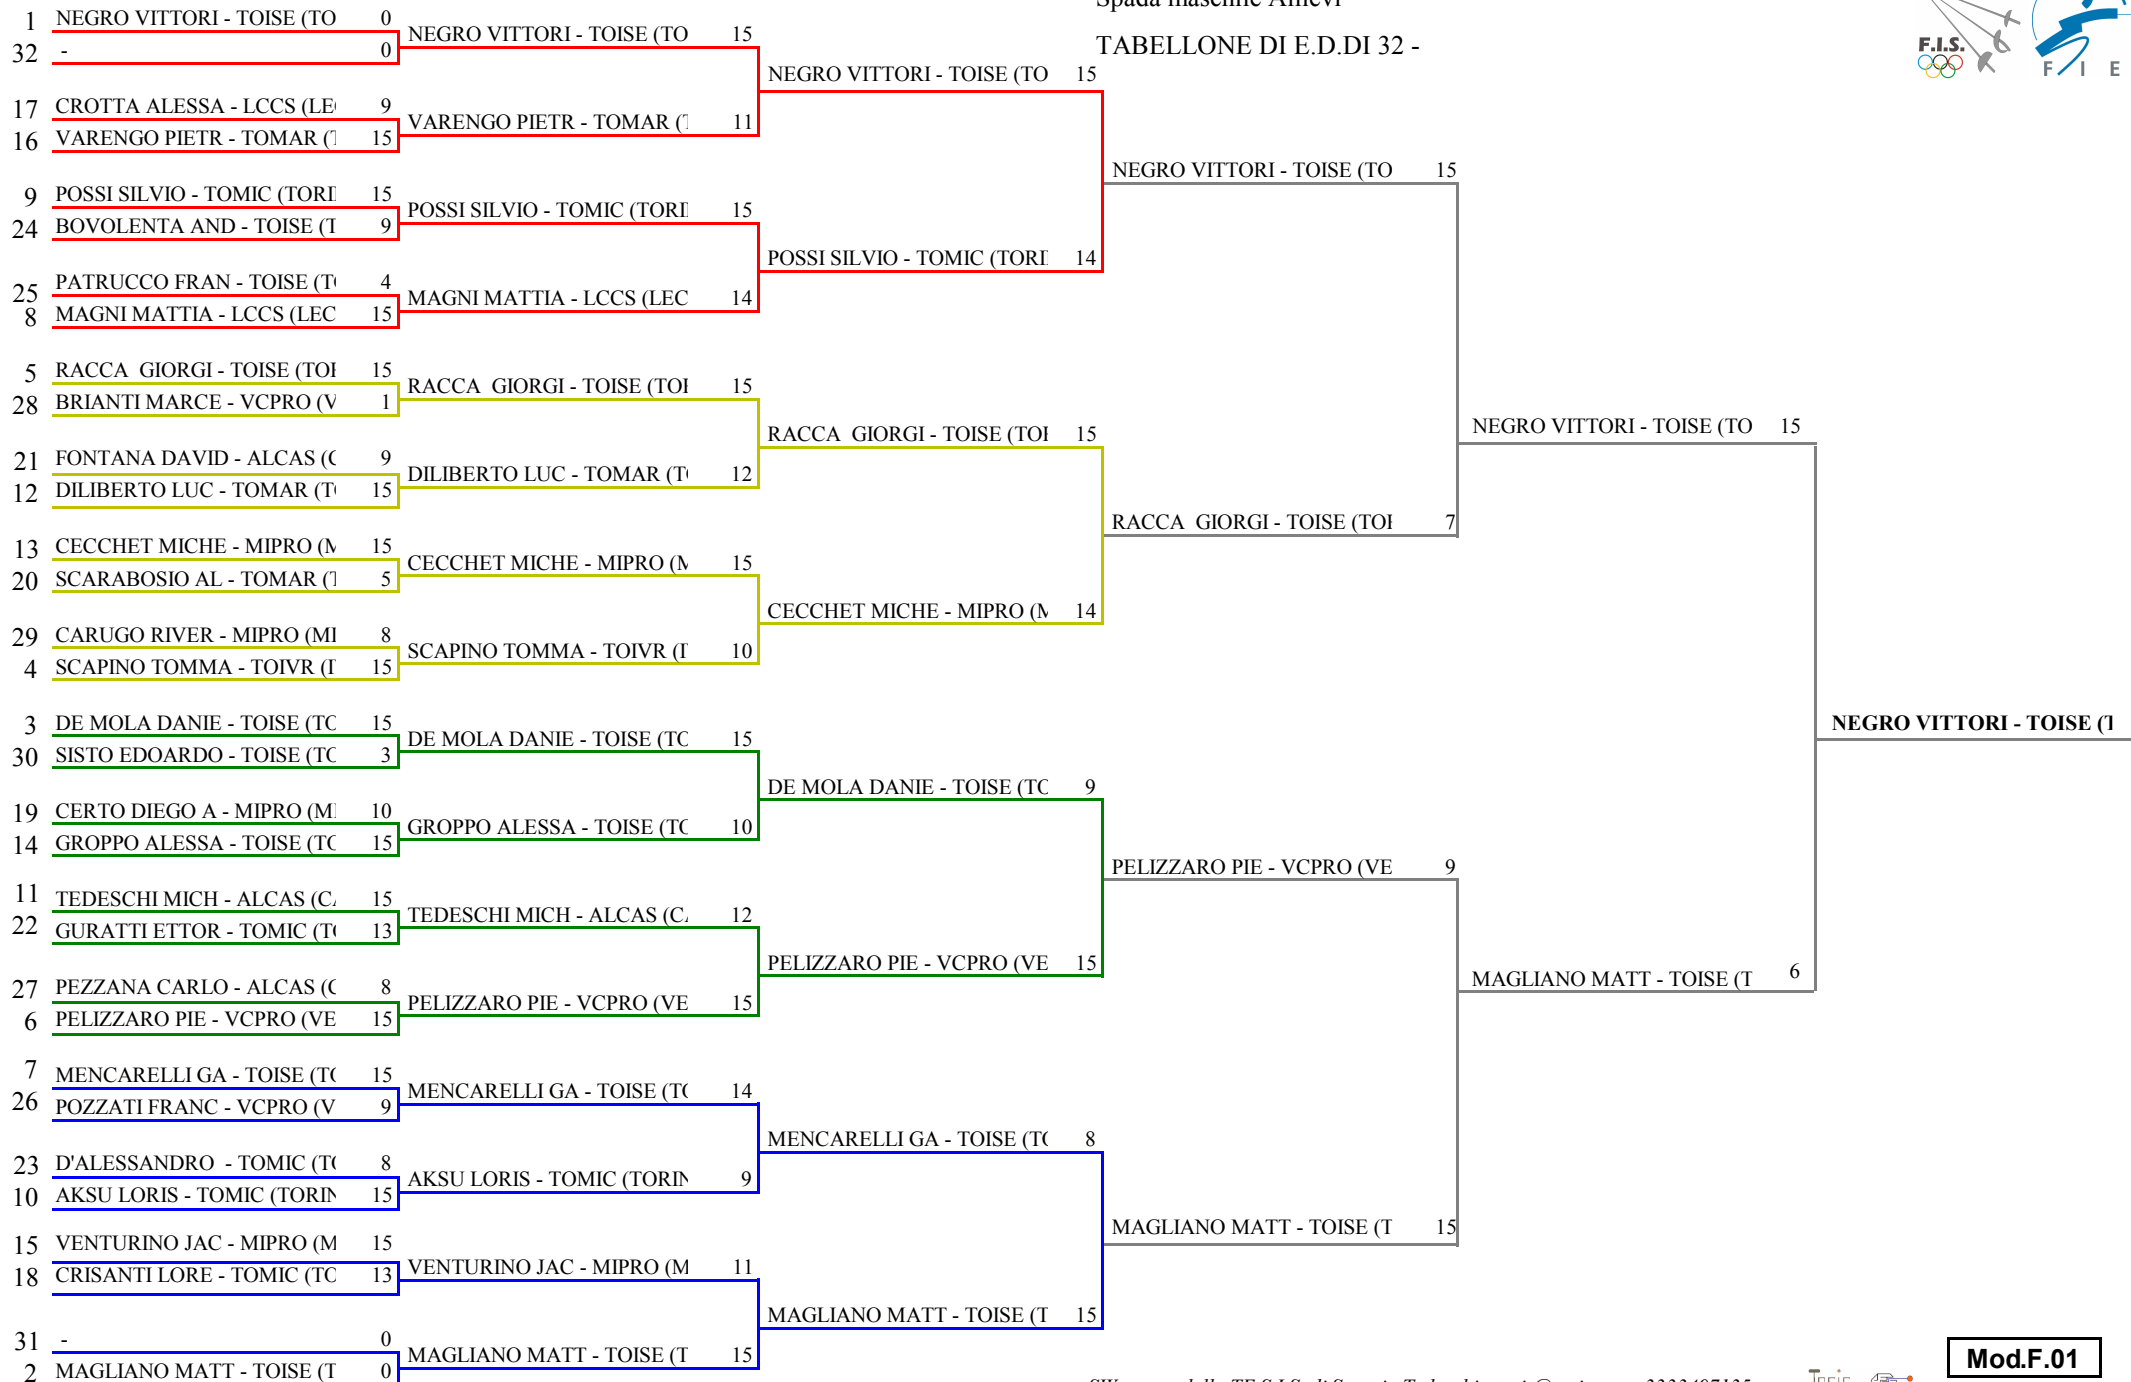 Spada maschile Allievi
TABELLONE DI E.D.DI 32 -
F.I.S.
F I E
1 NEGRO VITTORI - TOISE (TO 0
32 - 0
17 CROTTA ALESSA - LCCS (LE 9
16 VARENGO PIETR - TOMAR ( 15
9 POSSI SILVIO - TOMIC (TORI 15
24 BOVOLENTA AND - TOISE (T 9
25 PATRUCCO FRAN - TOISE (T 4
8 MAGNI MATTIA - LCCS (LEC 15
5 RACCA GIORGI - TOISE (TO 15
28 BRIANTI MARCE - VCPRO (V 1
21 FONTANA DAVID - ALCAS ( 9
12 DILIBERTO LUC - TOMAR (T 15
13 CECCHET MICHE - MIPRO (M 15
20 SCARABOSIO AL - TOMAR ( 5
29 CARUGO RIVER - MIPRO (MI 8
4 SCAPINO TOMMA - TOIVR (I 15
3 DE MOLA DANIE - TOISE (TO 15
30 SISTO EDOARDO - TOISE (TO 3
19 CERTO DIEGO A - MIPRO (MI 10
14 GROPPO ALESSA - TOISE (TO 15
11 TEDESCHI MICH - ALCAS (CA 15
22 GURATTI ETTOR - TOMIC (T 13
27 PEZZANA CARLO - ALCAS (C 8
6 PELIZZARO PIE - VCPRO (VE 15
7 MENCARELLI GA - TOISE (T 15
26 POZZATI FRANC - VCPRO (V 9
23 D'ALESSANDRO - TOMIC (T 8
10 AKSU LORIS - TOMIC (TORIN 15
15 VENTURINO JAC - MIPRO (M 15
18 CRISANTI LORE - TOMIC (TO 13
31 - 0
2 MAGLIANO MATT - TOISE (T 0
NEGRO VITTORI - TOISE (TO 15
VARENGO PIETR - TOMAR ( 11
POSSI SILVIO - TOMIC (TORI 15
MAGNI MATTIA - LCCS (LEC 14
RACCA GIORGI - TOISE (TO 15
DILIBERTO LUC - TOMAR (T 12
CECCHET MICHE - MIPRO (M 15
SCAPINO TOMMA - TOIVR (I 10
DE MOLA DANIE - TOISE (TO 15
GROPPO ALESSA - TOISE (TO 10
TEDESCHI MICH - ALCAS (CA 12
PELIZZARO PIE - VCPRO (VE 15
MENCARELLI GA - TOISE (T 14
AKSU LORIS - TOMIC (TORIN 9
VENTURINO JAC - MIPRO (M 11
MAGLIANO MATT - TOISE (T 15
NEGRO VITTORI - TOISE (TO 15
POSSI SILVIO - TOMIC (TORI 14
RACCA GIORGI - TOISE (TO 15
CECCHET MICHE - MIPRO (M 14
DE MOLA DANIE - TOISE (TO 9
PELIZZARO PIE - VCPRO (VE 15
MENCARELLI GA - TOISE (T 8
MAGLIANO MATT - TOISE (T 15
NEGRO VITTORI - TOISE (TO 15
RACCA GIORGI - TOISE (TO 7
PELIZZARO PIE - VCPRO (VE 9
MAGLIANO MATT - TOISE (T 15
NEGRO VITTORI - TOISE (TO 15
MAGLIANO MATT - TOISE (T 6
NEGRO VITTORI - TOISE (T
Mod.F.01